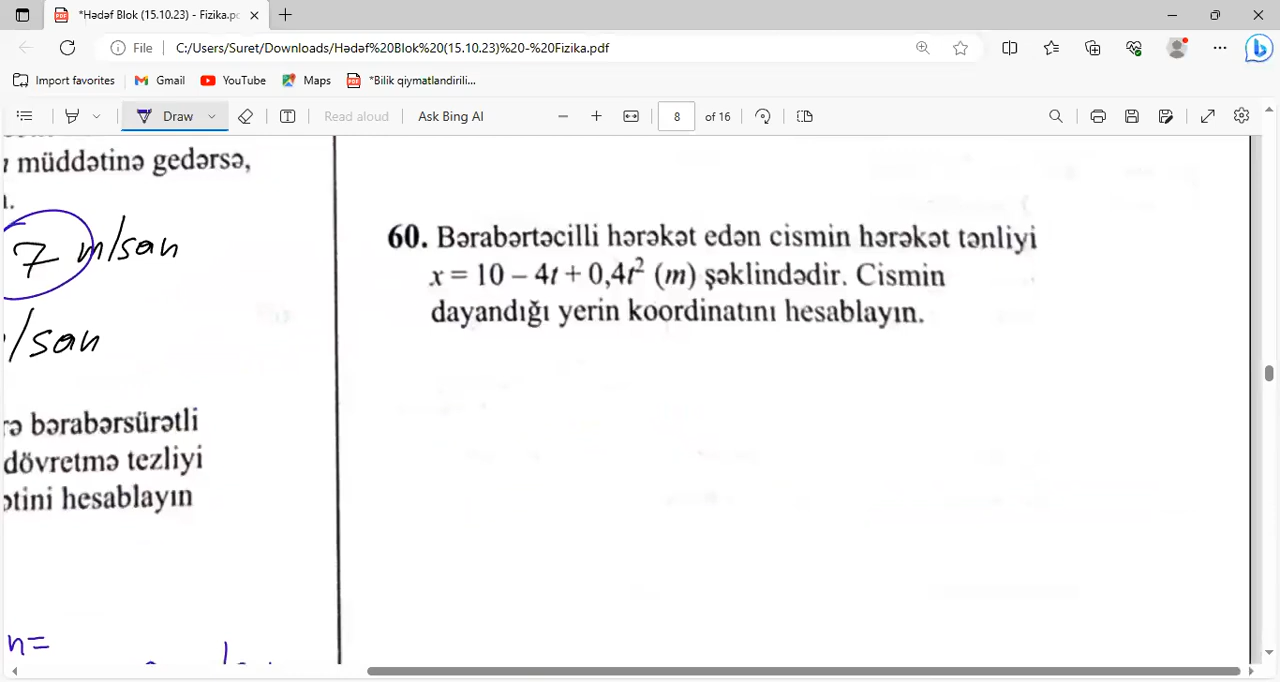 *Hədəf Blok (15.10.23) - Fizika.pd
File
C:/Users/Suret/Downloads/Hədəf%20Blok%20(15.10.23)%20-%20Fizika.pdf
Import favorites Gmail YouTube Maps *Bilik qiymatlandirili...
Draw Read aloud Ask Bing AI 8 of 16
müddətinə gedərsə,
7 m/san
/san
bərabərsürətli
dövretmə tezliyi
hesablayın
n=
60. Bərabərtəcilli hərəkət edən cismin hərəkət tənliyi
x = 10 – 4t + 0,4t² (m) şəklindədir. Cismin
dayandığı yerin koordinatını hesablayın.